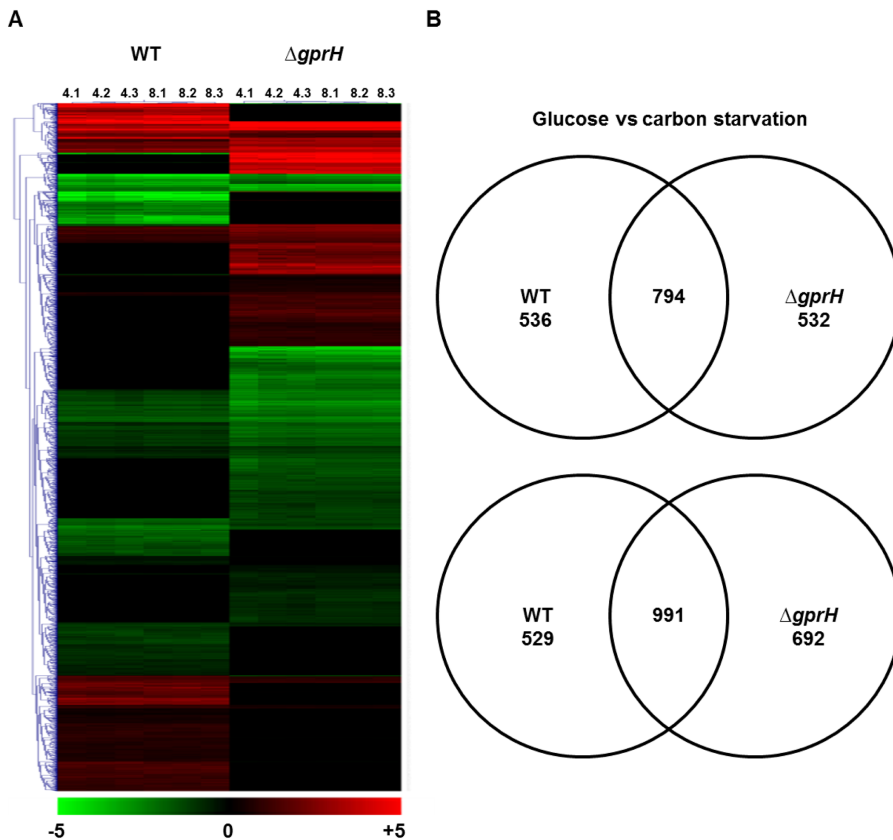 A
WT ΔgprH
4.1 4.2 4.3 8.1 8.2 8.3 4.1 4.2 4.3 8.1 8.2 8.3
-5 0 +5
B
Glucose vs carbon starvation
WT 794 ΔgprH
536 532
WT 991 ΔgprH
529 692